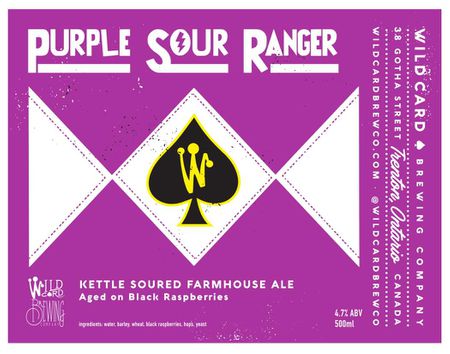 PURPLE SOUR RANGER
W
KETTLE SOURED FARMHOUSE ALE
Aged on Black Raspberries
WILD CARD
BREWING
COMPANY
ingredients: water, barley, wheat, black raspberries, hops, yeast
4.7% ABV
500ml
WILDCARD BREWING COMPANY
38 GOTHA STREET Trenton, Ontario CANADA
WILDCARDBREWCO.COM · @WILDCARDBREWCO